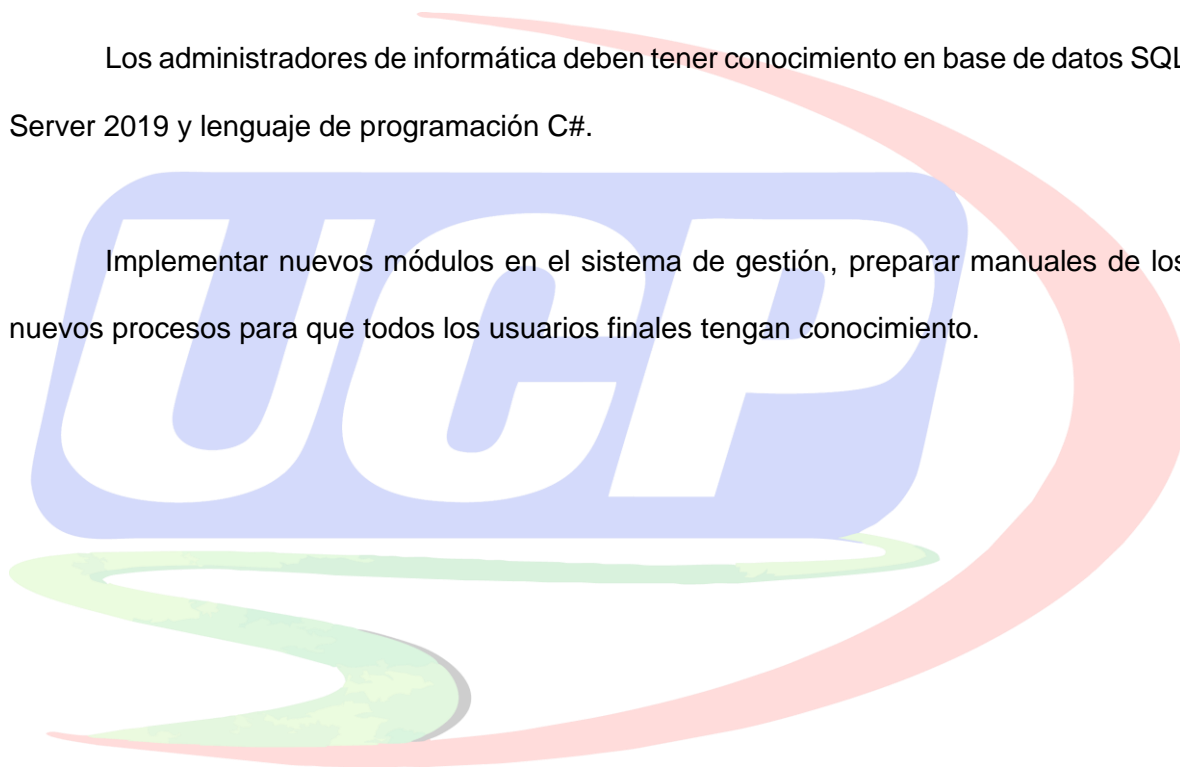 Los administradores de informática deben tener conocimiento en base de datos SQL
Server 2019 y lenguaje de programación C#.
Implementar nuevos módulos en el sistema de gestión, preparar manuales de los
nuevos procesos para que todos los usuarios finales tengan conocimiento.
UCP